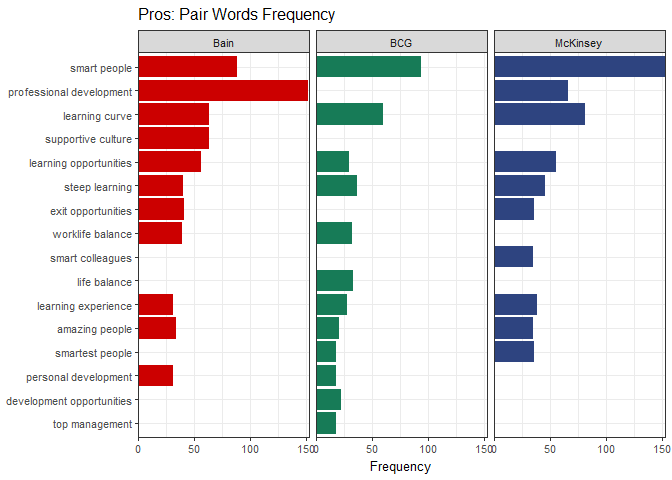 Pros: Pair Words Frequency
Bain
BCG
McKinsey
smart people
professional development
learning curve
supportive culture
learning opportunities
steep learning
exit opportunities
worklife balance
smart colleagues
life balance
learning experience
amazing people
smartest people
personal development
development opportunities
top management
0 50 100 150
0 50 100 150
0 50 100 150
Frequency